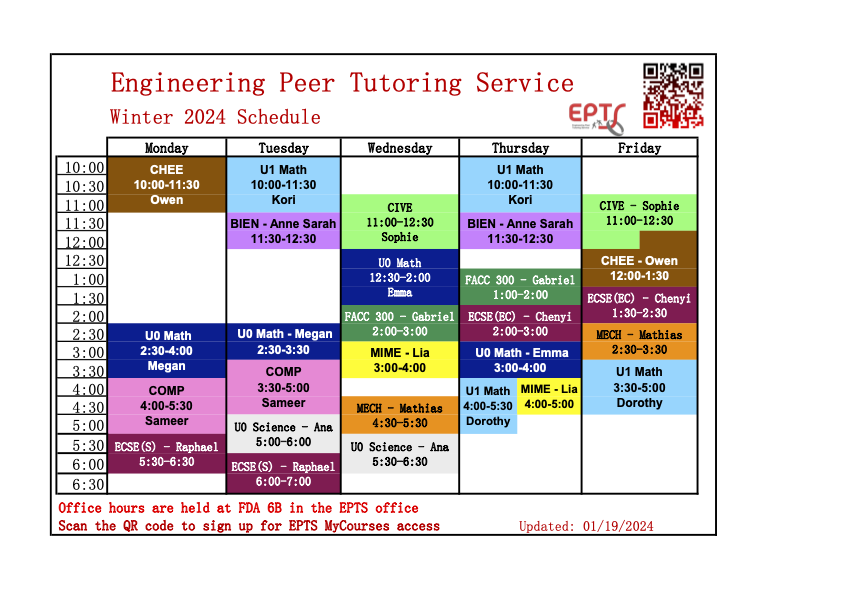 Engineering Peer Tutoring Service
Winter 2024 Schedule
EPTS
Monday Tuesday Wednesday Thursday Friday
10:00
10:30
11:00
11:30
12:00
12:30
1:00
1:30
2:00
2:30
3:00
3:30
4:00
4:30
5:00
5:30
6:00
6:30
CHEE
10:00-11:30
Owen
U0 Math
2:30-4:00
Megan
COMP
4:00-5:30
Sameer
ECSE(S) - Raphael
5:30-6:30
U1 Math
10:00-11:30
Kori
BIEN - Anne Sarah
11:30-12:30
U0 Math - Megan
2:30-3:30
COMP
3:30-5:00
Sameer
U0 Science - Ana
5:00-6:00
ECSE(S) - Raphael
6:00-7:00
CIVE
11:00-12:30
Sophie
U0 Math
12:30-2:00
Emma
FACC 300 - Gabriel
2:00-3:00
MIME - Lia
3:00-4:00
MECH - Mathias
4:30-5:30
U0 Science - Ana
5:30-6:30
U1 Math
10:00-11:30
Kori
BIEN - Anne Sarah
11:30-12:30
FACC 300 - Gabriel
1:00-2:00
ECSE(EC) - Chenyi
2:00-3:00
U0 Math - Emma
3:00-4:00
U1 Math
4:00-5:30
Dorothy
MIME - Lia
4:00-5:00
CIVE - Sophie
11:00-12:30
CHEE - Owen
12:00-1:30
ECSE(EC) - Chenyi
1:30-2:30
MECH - Mathias
2:30-3:30
U1 Math
3:30-5:00
Dorothy
Office hours are held at FDA 6B in the EPTS office
Scan the QR code to sign up for EPTS MyCourses access
Updated: 01/19/2024